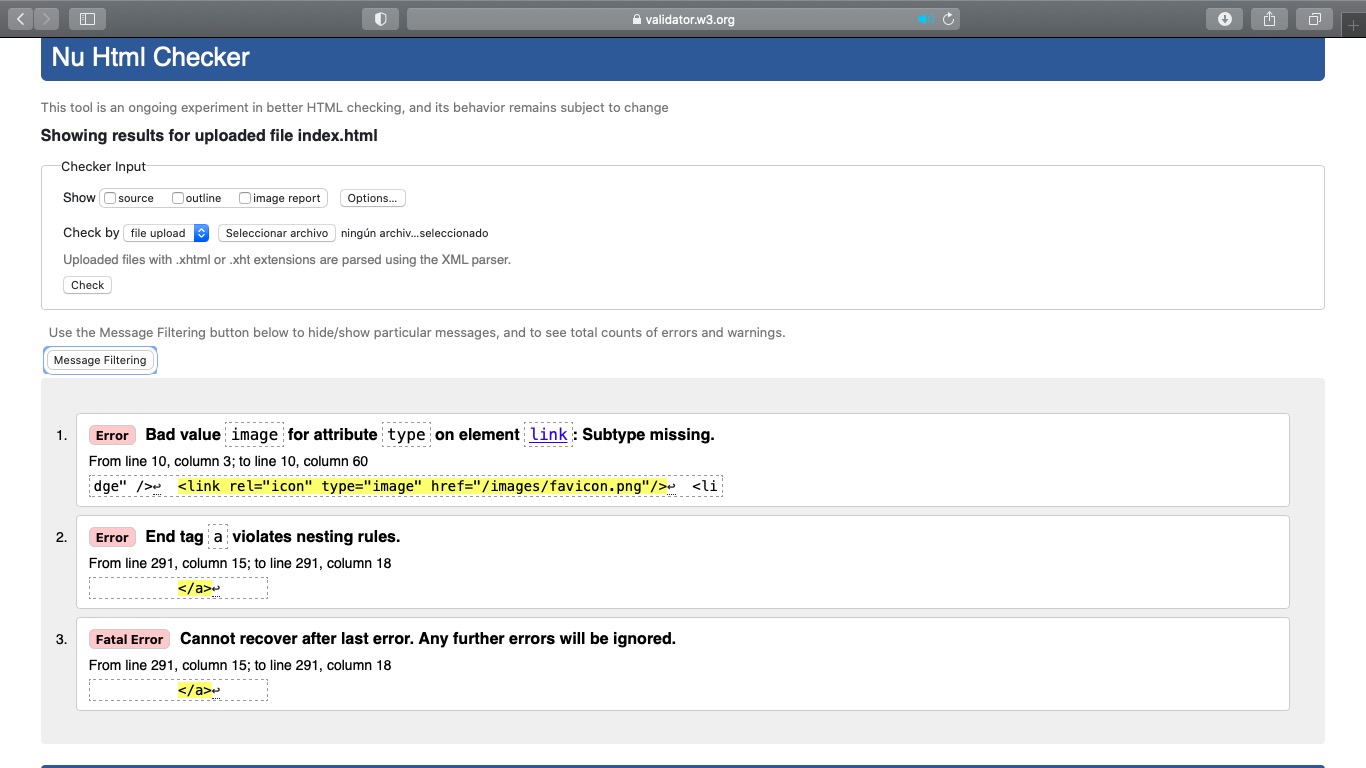 validator.w3.org
Nu Html Checker
This tool is an ongoing experiment in better HTML checking, and its behavior remains subject to change
Showing results for uploaded file index.html
Checker Input
Show source outline image report Options...
Check by file upload Seleccionar archivo ningún archiv...seleccionado
Uploaded files with .xhtml or .xht extensions are parsed using the XML parser.
Check
Use the Message Filtering button below to hide/show particular messages, and to see total counts of errors and warnings.
Message Filtering
1. Error Bad value image for attribute type on element link: Subtype missing.
From line 10, column 3; to line 10, column 60
dge" />↩ <link rel="icon" type="image" href="/images/favicon.png"/>↩ <li
2. Error End tag a violates nesting rules.
From line 291, column 15; to line 291, column 18
</a>↩
3. Fatal Error Cannot recover after last error. Any further errors will be ignored.
From line 291, column 15; to line 291, column 18
</a>↩